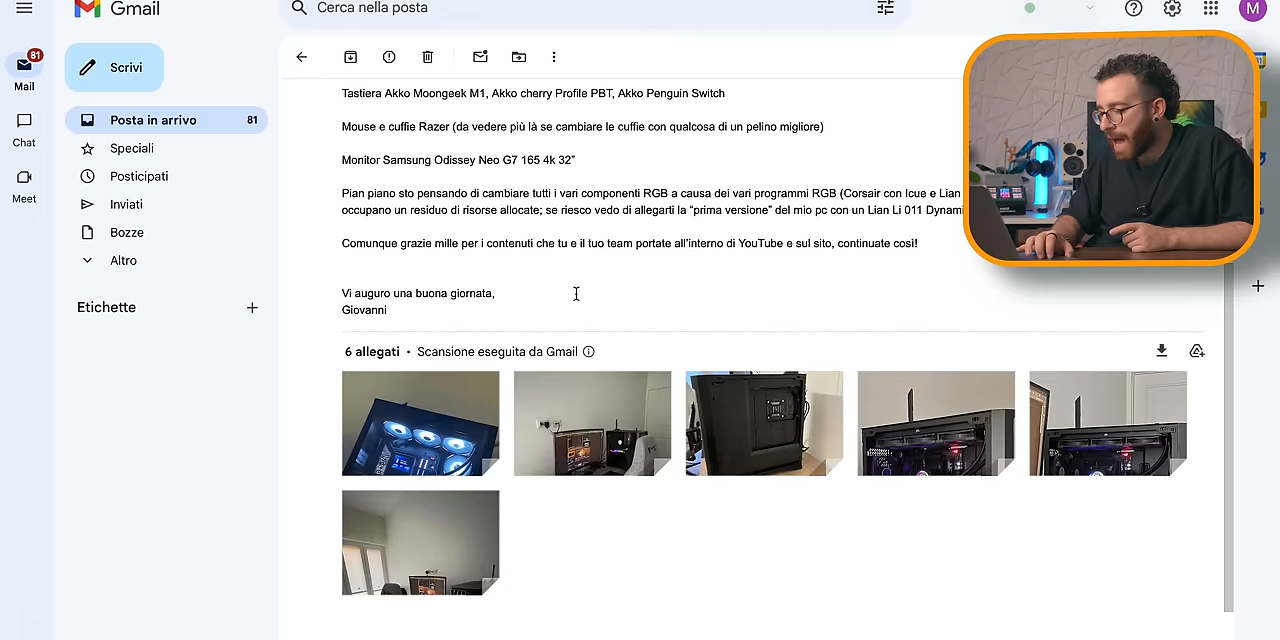 Gmail
Cerca nella posta
M
81
Mail
Scrivi
Posta in arrivo 81
Chat
Speciali
Meet
Posticipati
Inviati
Bozze
Altro
Etichette
Tastiera Akko Moongeek M1, Akko cherry Profile PBT, Akko Penguin Switch
Mouse e cuffie Razer (da vedere più là se cambiare le cuffie con qualcosa di un pelino migliore)
Monitor Samsung Odissey Neo G7 165 4k 32"
Pian piano sto pensando di cambiare tutti i vari componenti RGB a causa dei vari programmi RGB (Corsair con Icue e Lian
occupano un residuo di risorse allocate; se riesco vedo di allegarti la "prima versione" del mio pc con un Lian Li 011 Dynami
Comunque grazie mille per i contenuti che tu e il tuo team portate all'interno di YouTube e sul sito, continuate così!
Vi auguro una buona giornata,
Giovanni
6 allegati • Scansione eseguita da Gmail